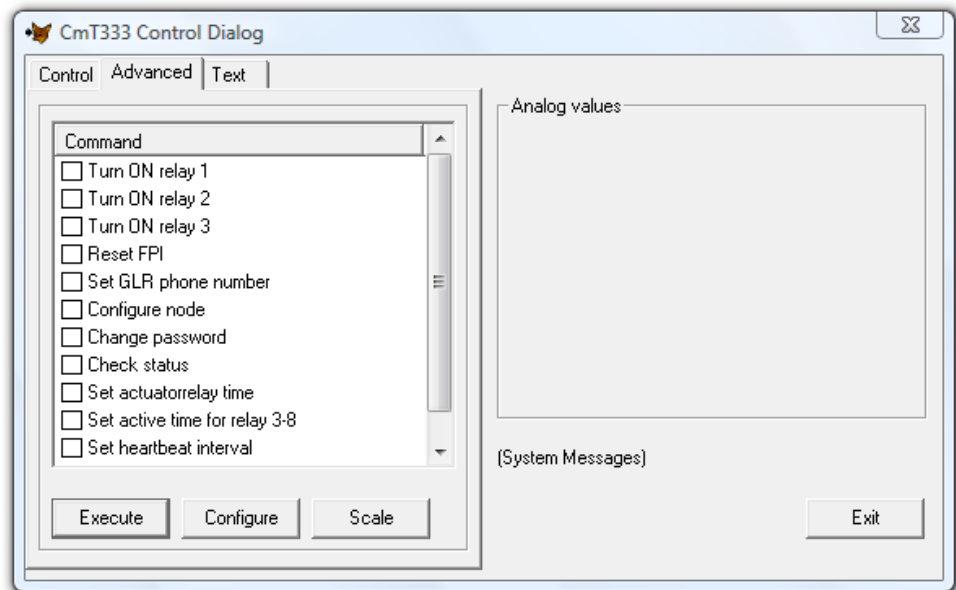 CmT333 Control Dialog
Control Advanced Text
Command
Turn ON relay 1
Turn ON relay 2
Turn ON relay 3
Reset FPI
Set GLR phone number
Configure node
Change password
Check status
Set actuatorrelay time
Set active time for relay 3-8
Set heartbeat interval
Execute Configure Scale
Analog values
(System Messages)
Exit